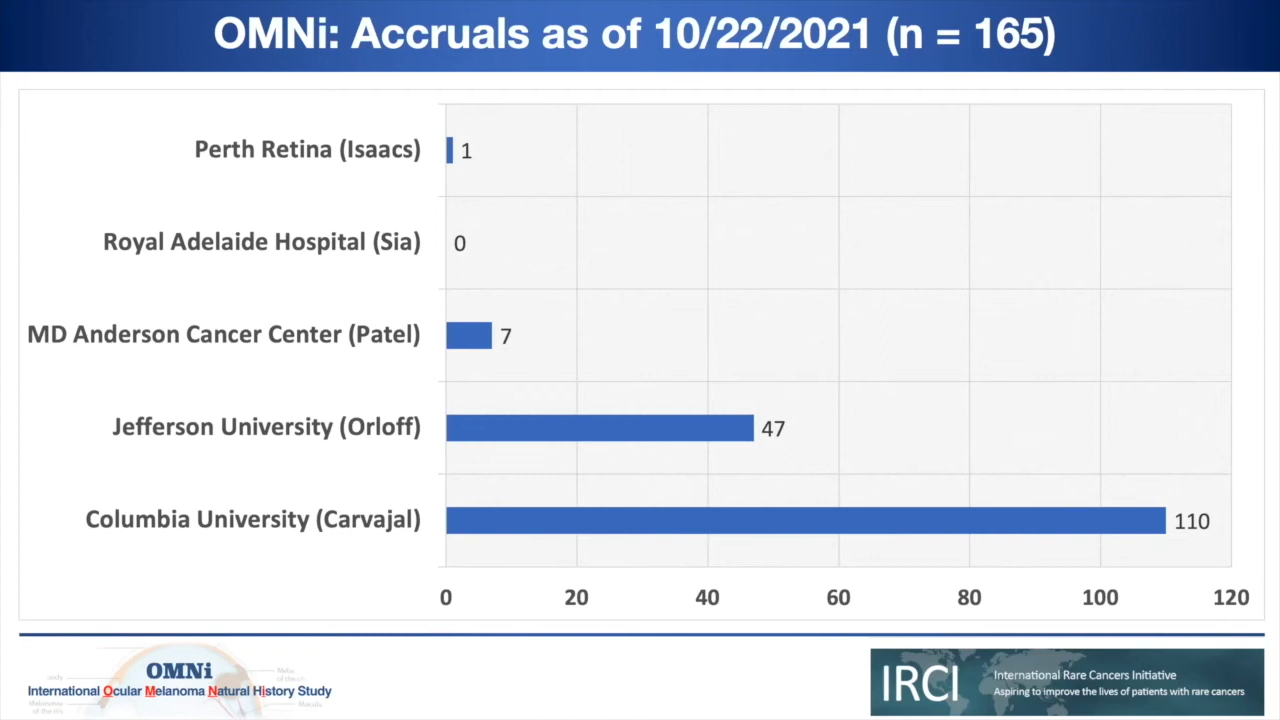 OMNi: Accruals as of 10/22/2021 (n = 165)
Perth Retina (Isaacs)
1
Royal Adelaide Hospital (Sia)
0
MD Anderson Cancer Center (Patel)
7
Jefferson University (Orloff)
47
Columbia University (Carvajal)
110
0 20 40 60 80 100 120
OMNi
International Ocular Melanoma Natural History Study
Macula
IRCI
International Rare Cancers Initiative
Aspiring to improve the lives of patients with rare cancers